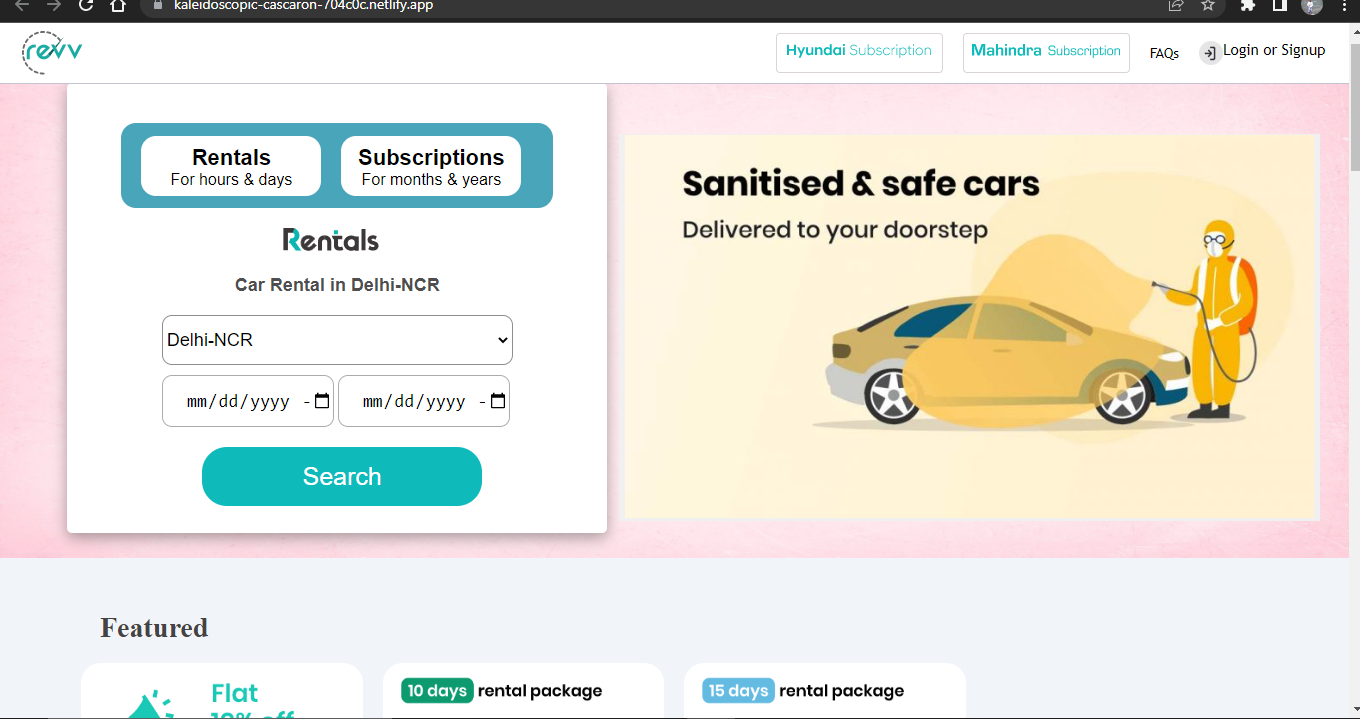 kaleidoscopic-cascaron-704c0c.netlify.app
revv
Hyundai Subscription
Mahindra Subscription
FAQs
Login or Signup
Rentals
For hours & days
Subscriptions
For months & years
Rentals
Car Rental in Delhi-NCR
Delhi-NCR
mm/dd/yyyy -
mm/dd/yyyy -
Search
Sanitised & safe cars
Delivered to your doorstep
Featured
Flat
10% off
10 days rental package
15 days rental package